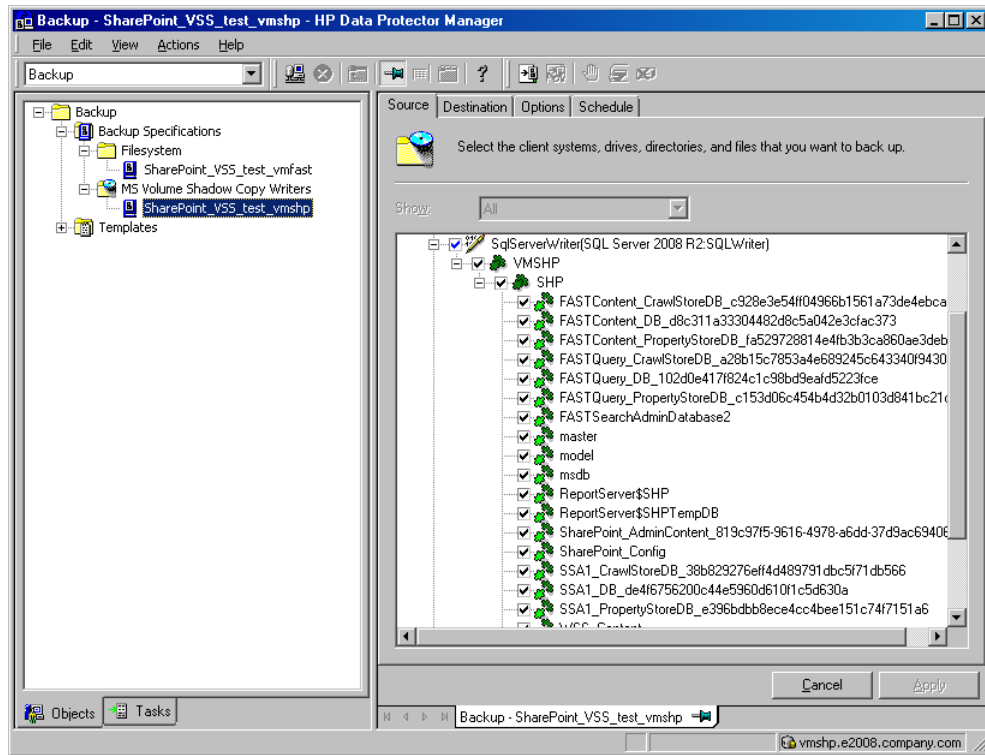 Backup - SharePoint_VSS_test_vmshp - HP Data Protector Manager
File Edit View Actions Help
Backup
Backup
Backup Specifications
Filesystem
SharePoint_VSS_test_vmfast
MS Volume Shadow Copy Writers
SharePoint_VSS_test_vmshp
Templates
Objects Tasks
Source Destination Options Schedule
Select the client systems, drives, directories, and files that you want to back up.
Show: All
SqlServerWriter(SQL Server 2008 R2:SQLWriter)
VMSHP
SHP
FASTContent_CrawlStoreDB_c928e3e54ff04966b1561a73de4ebca
FASTContent_DB_d8c311a33304482d8c5a042e3cfac373
FASTContent_PropertyStoreDB_fa529728814e4fb3b3ca860ae3deb
FASTQuery_CrawlStoreDB_a28b15c7853a4e689245c643340f9430
FASTQuery_DB_102d0e417f824c1c98bd9eafd5223fce
FASTQuery_PropertyStoreDB_c153d06c454b4d32b0103d841bc21c
FASTSearchAdminDatabase2
master
model
msdb
ReportServer$SHP
ReportServer$SHPTempDB
SharePoint_AdminContent_819c97f5-9616-4978-a6dd-37d9ac69406
SharePoint_Config
SSA1_CrawlStoreDB_38b829276eff4d489791dbc5f71db566
SSA1_DB_de4f6756200c44e5960d610f1c5d630a
SSA1_PropertyStoreDB_e396bdbb8ece4cc4bee151c74f7151a6
WSS_Content
Cancel Apply
Backup - SharePoint_VSS_test_vmshp
vmshp.e2008.company.com